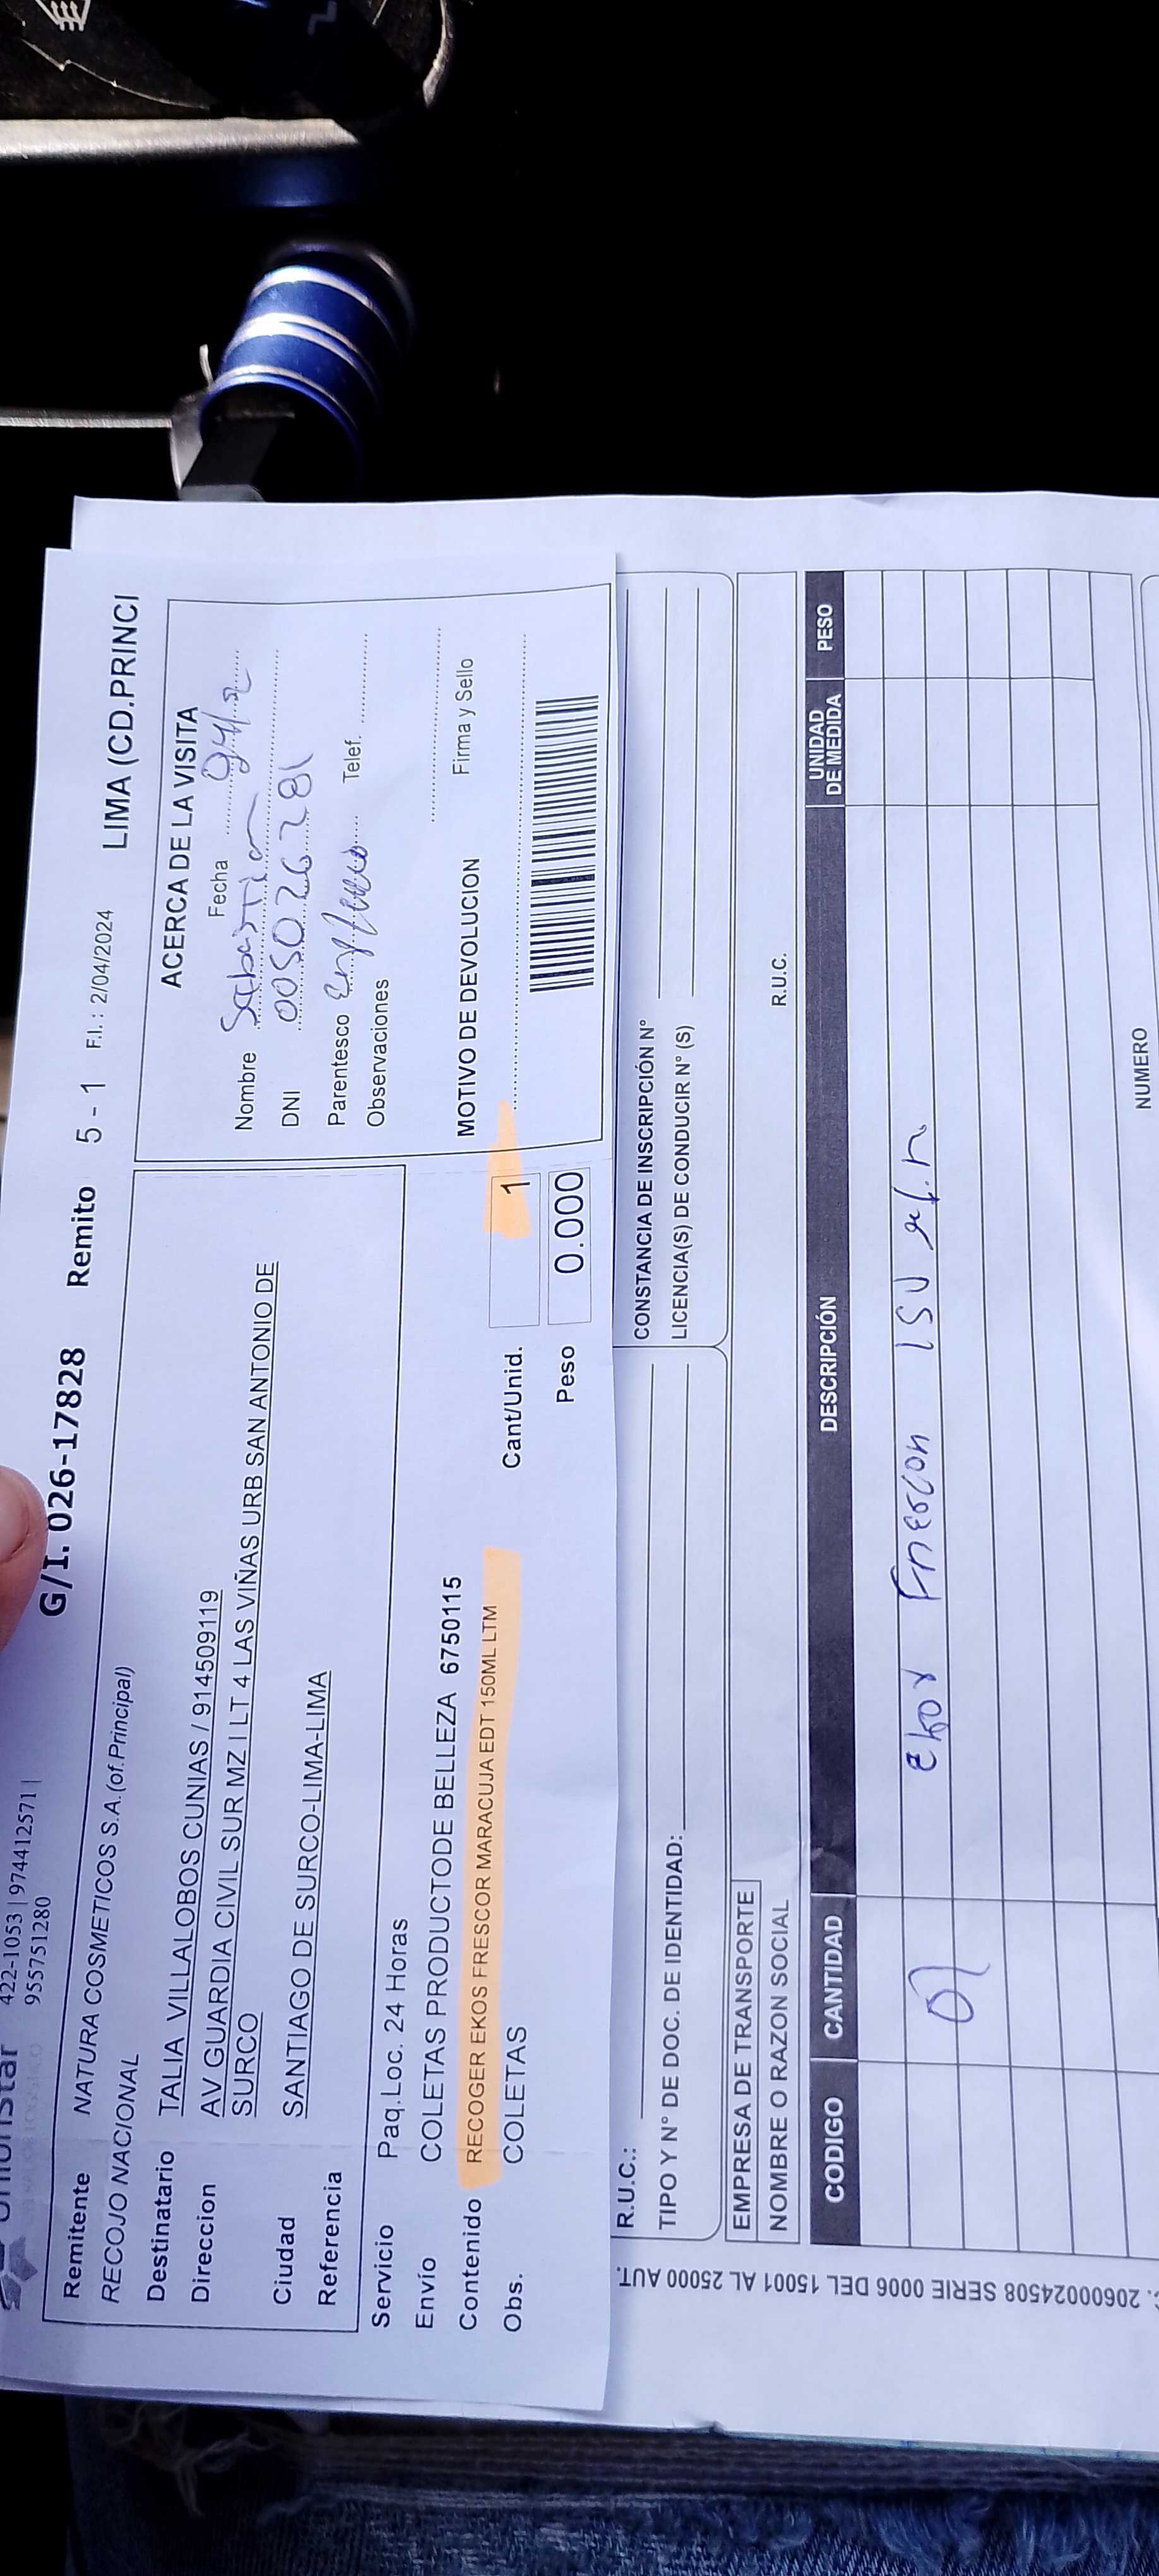 422-1053 | 974412571 |
955751280
G/I. 026-17828 Remito 5 - 1 F.I. : 2/04/2024 LIMA (CD.PRINCI
Remitente NATURA COSMETICOS S.A.(of.Principal)
RECOJO NACIONAL
Destinatario TALIA VILLALOBOS CUNIAS / 914509119
Direccion AV GUARDIA CIVIL SUR MZ I LT 4 LAS VIÑAS URB SAN ANTONIO DE
SURCO
Ciudad SANTIAGO DE SURCO-LIMA-LIMA
Referencia
Servicio Paq.Loc. 24 Horas
Envío COLETAS PRODUCTODE BELLEZA 6750115
Contenido RECOGER EKOS FRESCOR MARACUJA EDT 150ML LTM
Obs. COLETAS
Cant/Unid. 1
Peso 0.000
ACERCA DE LA VISITA
Fecha
Nombre Sabastian
DNI 005026281
Parentesco Telef.
Observaciones
Firma y Sello
MOTIVO DE DEVOLUCION
R.U.C.:
TIPO Y N° DE DOC. DE IDENTIDAD:
CONSTANCIA DE INSCRIPCIÓN N°
LICENCIA(S) DE CONDUCIR N° (S)
EMPRESA DE TRANSPORTE
NOMBRE O RAZON SOCIAL R.U.C.
CODIGO CANTIDAD DESCRIPCIÓN UNIDAD DE MEDIDA PESO
01 Ekos Frescor
NUMERO
20600024508 SERIE 0006 DEL 15001 AL 25000 AUT.